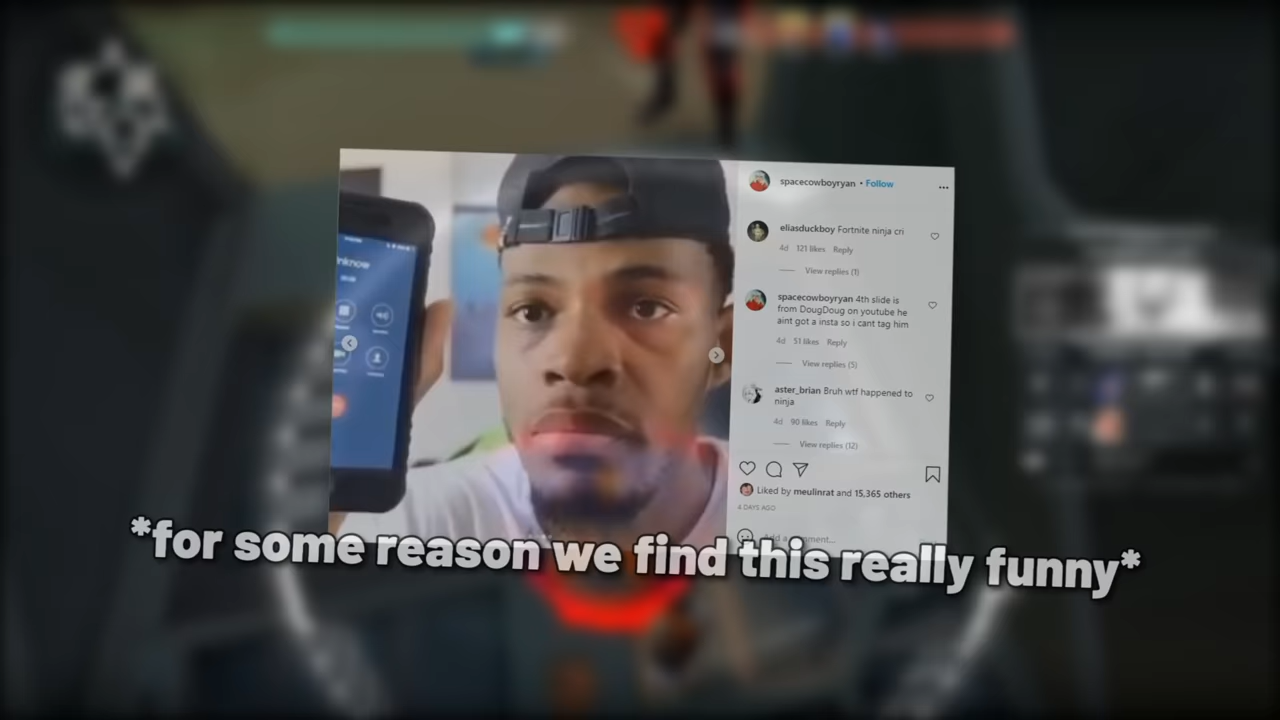 spacecowboyryan • Follow
eliasduckboy Fortnite ninja cri
4d 121 likes Reply
View replies (1)
spacecowboyryan 4th slide is
from DougDoug on youtube he
aint got a insta so i cant tag him
4d 51 likes Reply
View replies (5)
aster_brian Bruh wtf happened to
ninja
4d 90 likes Reply
View replies (12)
Liked by meulinrat and 15,365 others
4 DAYS AGO
Add a comment...
*for some reason we find this really funny*